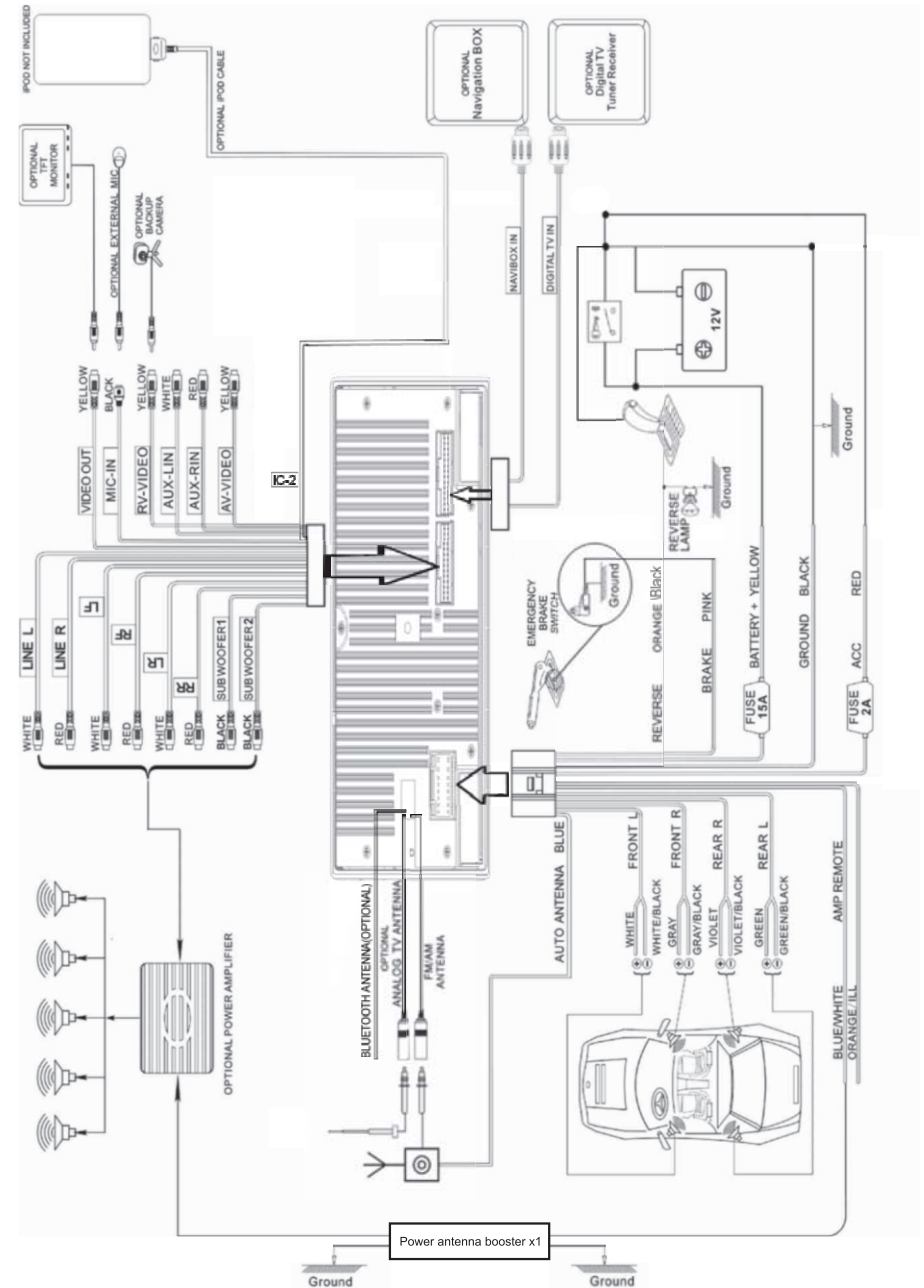 iPOD NOT INCLUDED
OPTIONAL IPOD CABLE
OPTIONAL
TFT
MONITOR
OPTIONAL EXTERNAL MIC
OPTIONAL
BACKUP
CAMERA
OPTIONAL
Navigation BOX
OPTIONAL
Digital TV
Tuner Receiver
NAVIBOX IN
DIGITAL TV IN
VIDEO OUT
YELLOW
MIC-IN
BLACK
RV-VIDEO
YELLOW
AUX-LIN
WHITE
AUX-RIN
RED
AV-VIDEO
YELLOW
IC-2
WHITE
LINE L
RED
LINE R
WHITE
LF
RED
RF
WHITE
LR
RED
RR
BLACK
SUBWOOFER1
BLACK
SUBWOOFER2
OPTIONAL POWER AMPLIFIER
BLUETOOTH ANTENNA(OPTIONAL)
OPTIONAL
ANALOG TV ANTENNA
FM/AM
ANTENNA
12V
Ground
REVERSE
LAMP
Ground
EMERGENCY
BRAKE
SWITCH
Ground
REVERSE
ORANGE \Black
BRAKE
PINK
FUSE
15A
BATTERY + YELLOW
GROUND
BLACK
FUSE
2A
ACC
RED
AUTO ANTENNA
BLUE
WHITE
FRONT L
WHITE/BLACK
GRAY
FRONT R
GRAY/BLACK
VIOLET
REAR R
VIOLET/BLACK
GREEN
REAR L
GREEN/BLACK
BLUE/WHITE
AMP REMOTE
ORANGE/ ILL
Power antenna booster x1
Ground
Ground